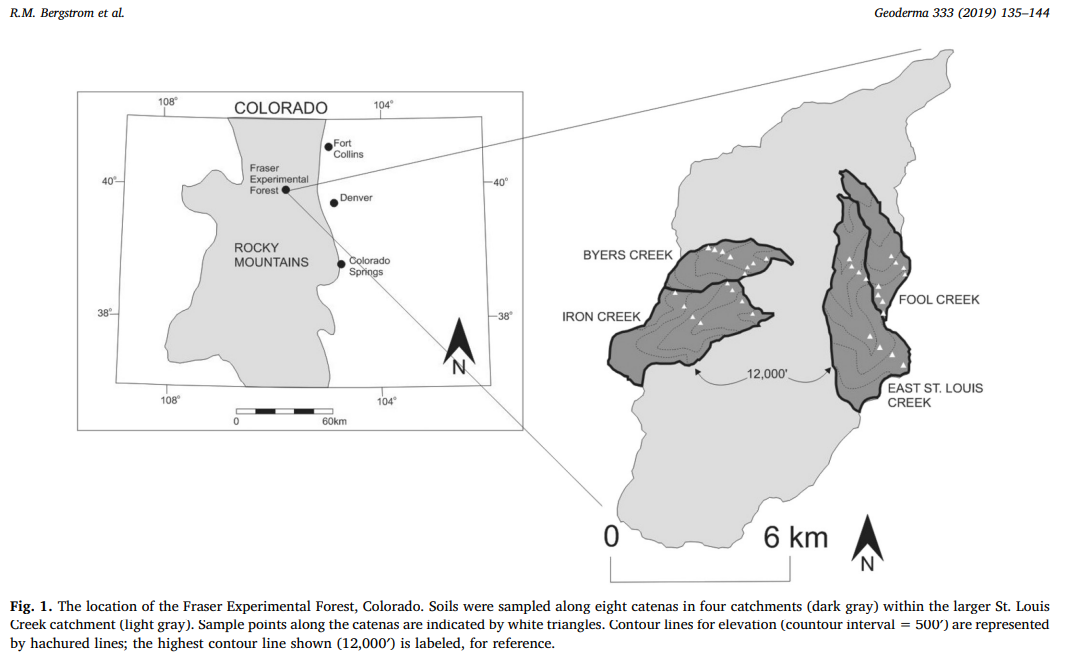 R.M. Bergstrom et al.
Geoderma 333 (2019) 135–144
108°
COLORADO
104°
Fort
Collins
Fraser
Experimental
Forest
40°
40°
Denver
ROCKY
MOUNTAINS
Colorado
Springs
38°
38°
N
108°
104°
0
60km
BYERS CREEK
IRON CREEK
FOOL CREEK
12,000'
EAST ST. LOUIS
CREEK
0
6 km
N
Fig. 1. The location of the Fraser Experimental Forest, Colorado. Soils were sampled along eight catenas in four catchments (dark gray) within the larger St. Louis
Creek catchment (light gray). Sample points along the catenas are indicated by white triangles. Contour lines for elevation (countour interval = 500′) are represented
by hachured lines; the highest contour line shown (12,000′) is labeled, for reference.